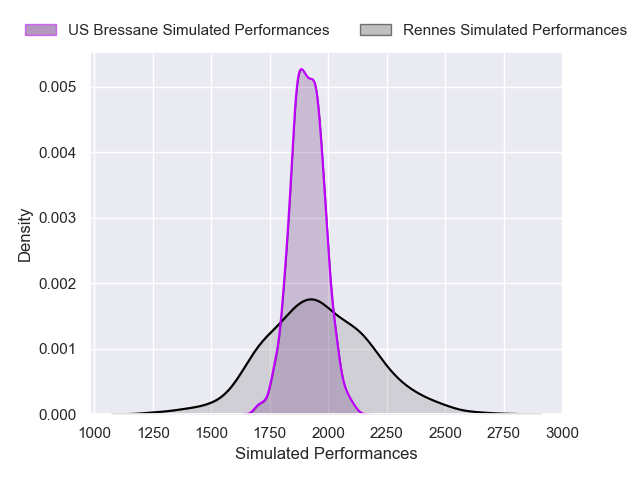 US Bressane Simulated Performances Rennes Simulated Performances
0.005
0.004
0.003
0.002
0.001
0.000
Density
1000 1250 1500 1750 2000 2250 2500 2750 3000
Simulated Performances